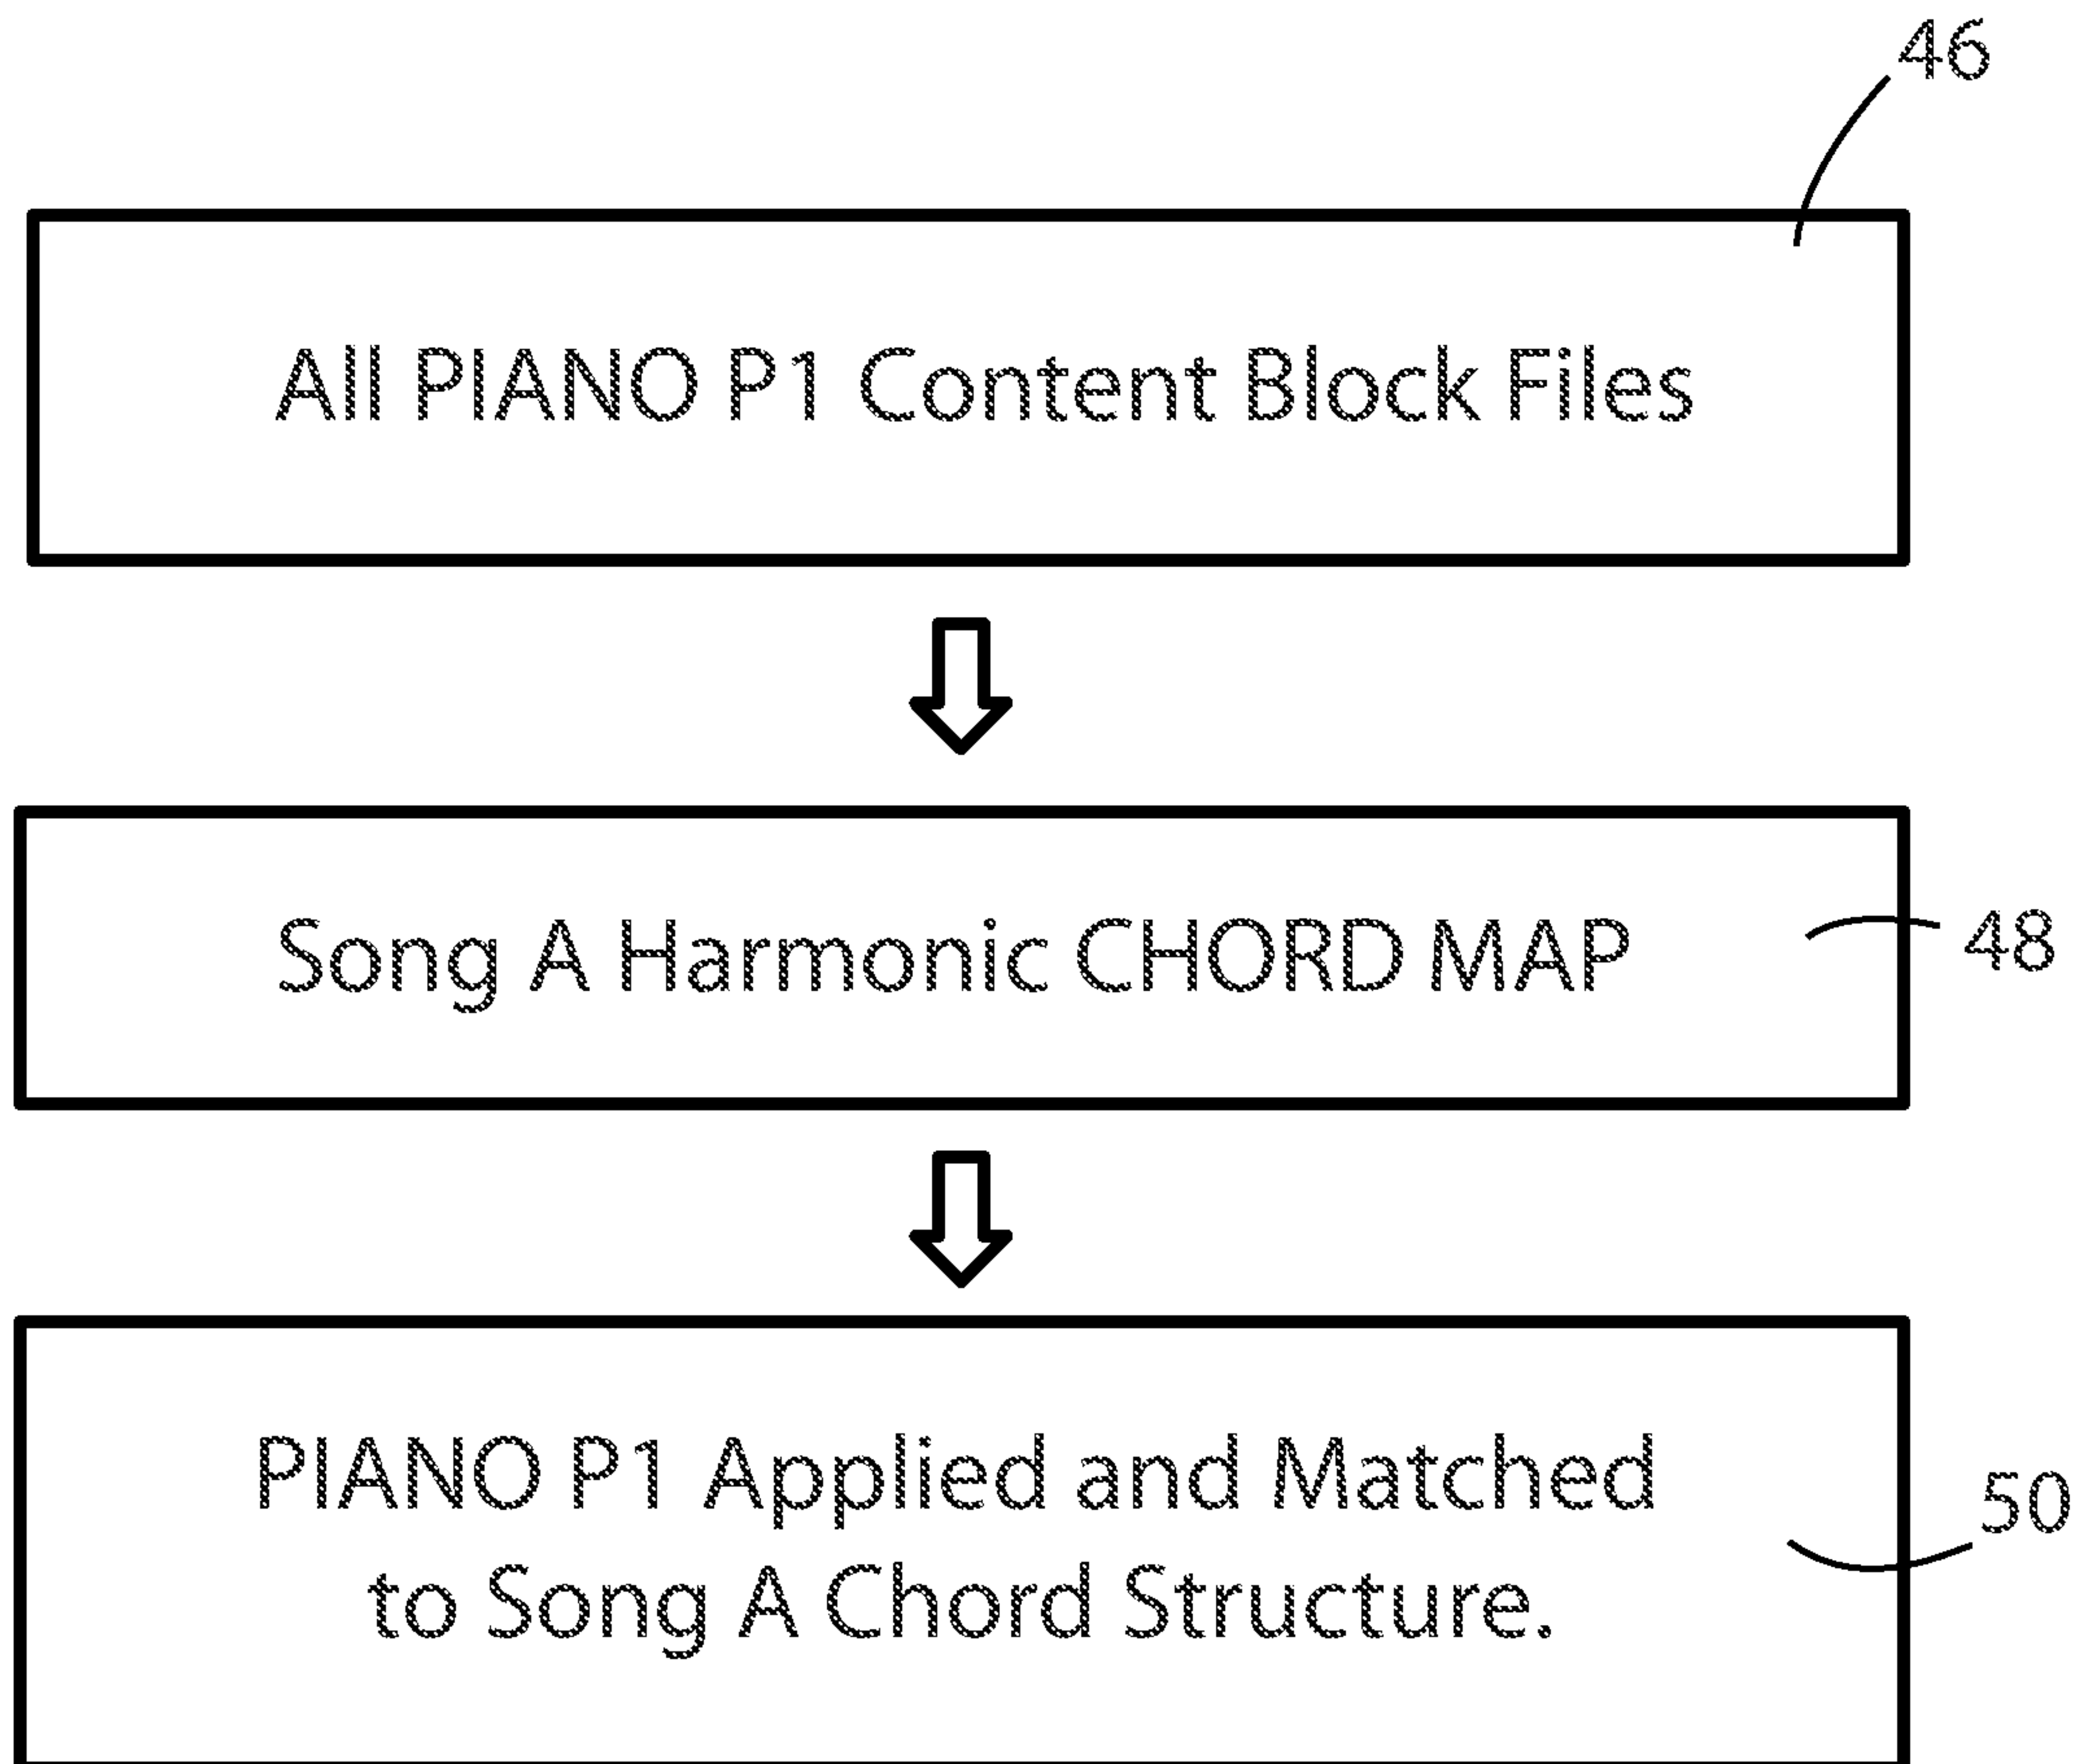 46
All PIANO P1 Content Block Files
Song A Harmonic CHORD MAP
48
PIANO P1 Applied and Matched
50
to Song A Chord Structure.